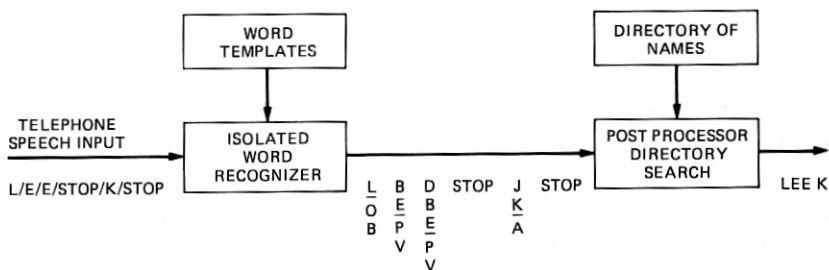 WORD
TEMPLATES
DIRECTORY OF
NAMES
TELEPHONE
SPEECH INPUT
ISOLATED
WORD
RECOGNIZER
POST PROCESSOR
DIRECTORY
SEARCH
L/E/E/STOP/K/STOP
L B D STOP J STOP
O E B K
B P E A
V P
V
LEE K